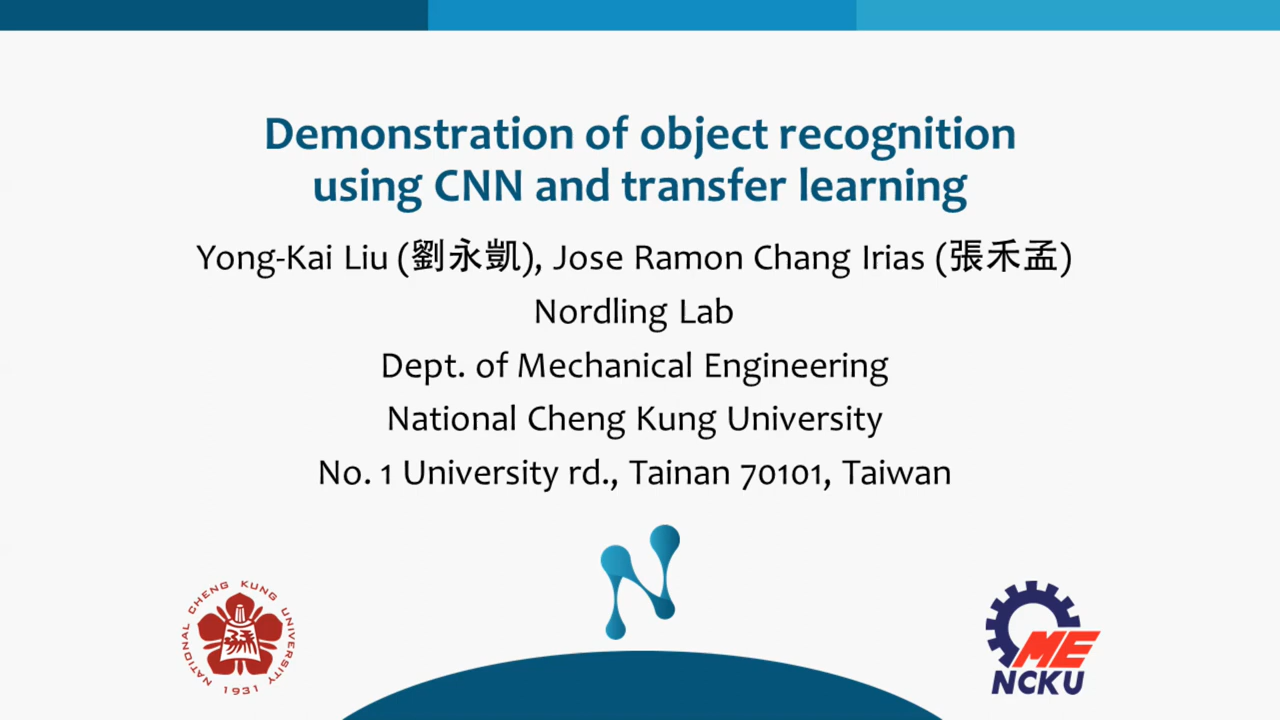 Demonstration of object recognition
using CNN and transfer learning
Yong-Kai Liu (劉永凱), Jose Ramon Chang Irias (張禾孟)
Nordling Lab
Dept. of Mechanical Engineering
National Cheng Kung University
No. 1 University rd., Tainan 70101, Taiwan
NATIONAL CHENG KUNG UNIVERSITY
1931
ME
NCKU